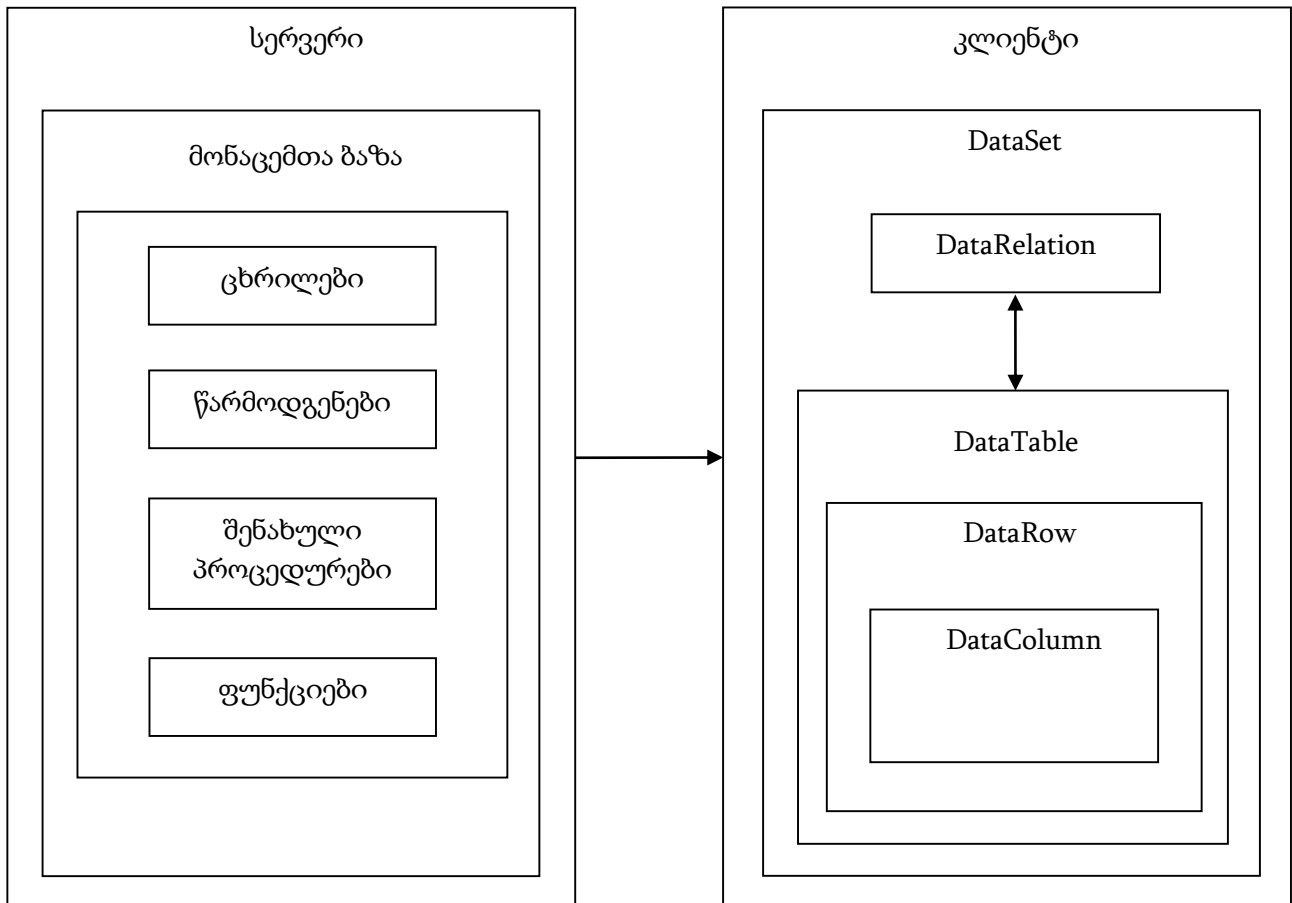 სერვერი
მონაცემთა ბაზა
ცხრილები
წარმოდგენები
შენახული
პროცედურები
ფუნქციები
კლიენტი
DataSet
DataRelation
DataTable
DataRow
DataColumn